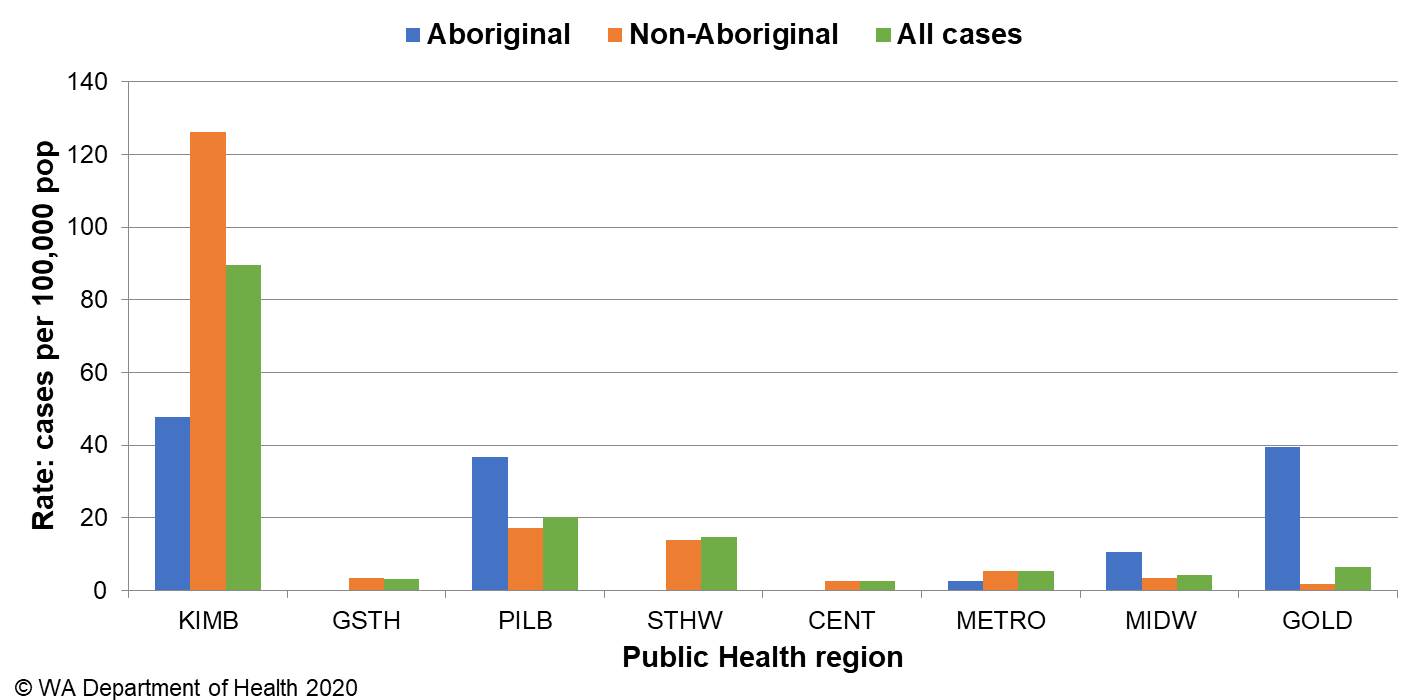 Aboriginal Non-Aboriginal All cases
140
120
100
80
60
40
20
0
Rate: cases per 100,000 pop
KIMB GSTH PILB STHW CENT METRO MIDW GOLD
Public Health region
© WA Department of Health 2020